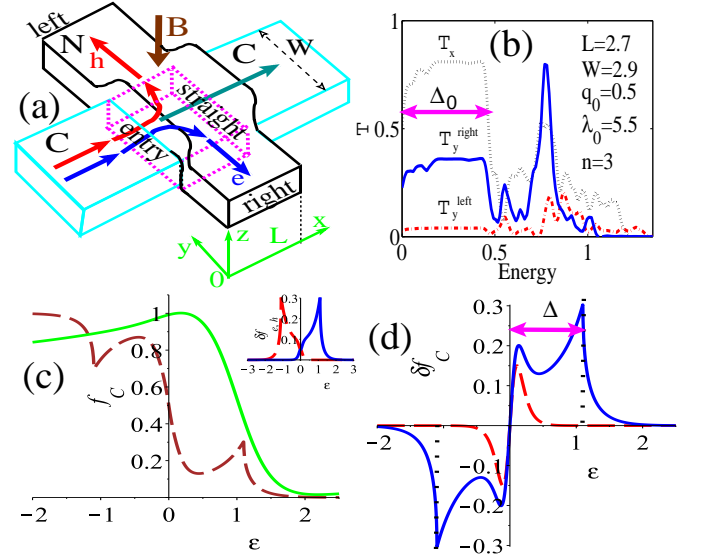 left
N
h
B
C
W
(a)
straight
entry
C
e
right
y
z
L
x
0
(b)
T
1
0.5
0
T_x
Δ_0
T_y^right
T_y^left
L=2.7
W=2.9
q_0=0.5
λ_0=5.5
n=3
0
0.5
1
Energy
(c)
f_C
1
0.8
0.6
0.4
0.2
−2
−1
0
1
2
ε
δf_e,h
0.3
0.2
0.1
−3
−2
−1
0
1
2
3
ε
(d)
δf_C
0.3
Δ
0.2
0.1
−2
−1
0
1
2
−0.1
−0.2
−0.3
ε